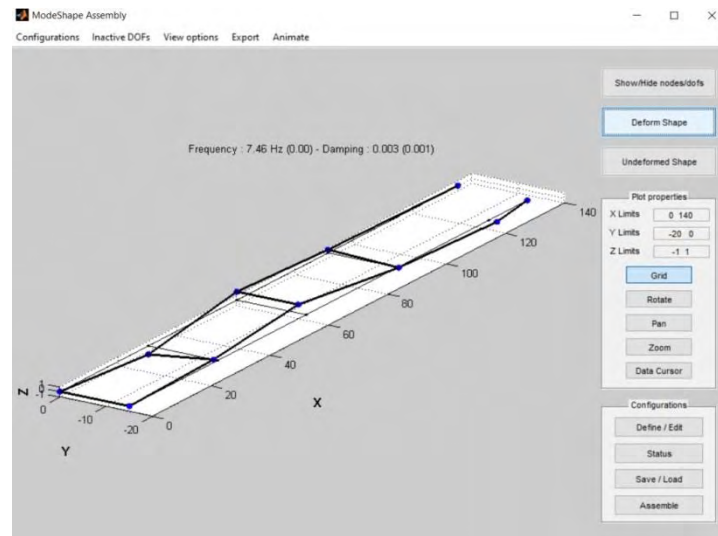 ModeShape Assembly
Configurations Inactive DOFs View options Export Animate
Show/Hide nodes/dofs
Deform Shape
Frequency : 7.46 Hz (0.00) - Damping : 0.003 (0.001)
Undeformed Shape
Plot properties
X Limits 0 140
Y Limits -20 0
Z Limits -1 1
Grid
Rotate
Pan
Zoom
Data Cursor
Configurations
Define / Edit
Status
Save / Load
Assemble
140
120
100
80
60
40
20
0
X
Z
1
0
-1
0
-10
-20
Y